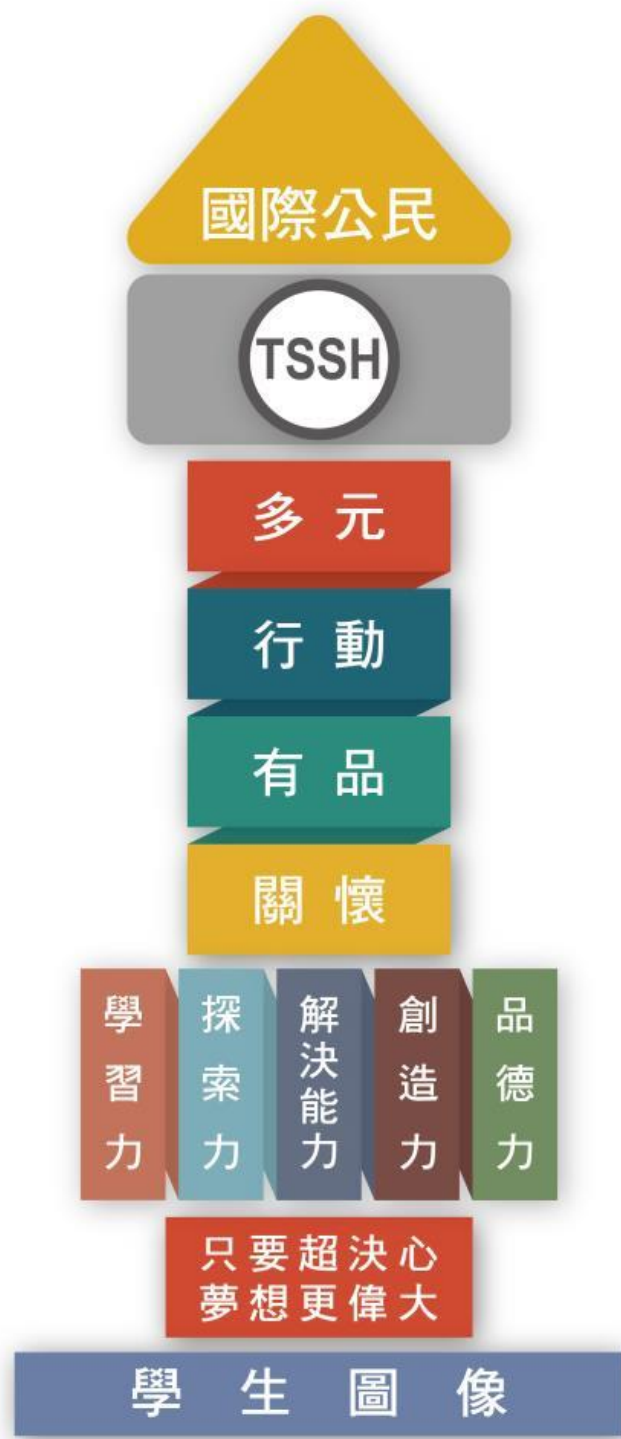 國際公民
TSSH
多元
行動
有品
關懷
學習力
探索力
解決能力
創造力
品德力
只要超決心
夢想更偉大
學生圖像